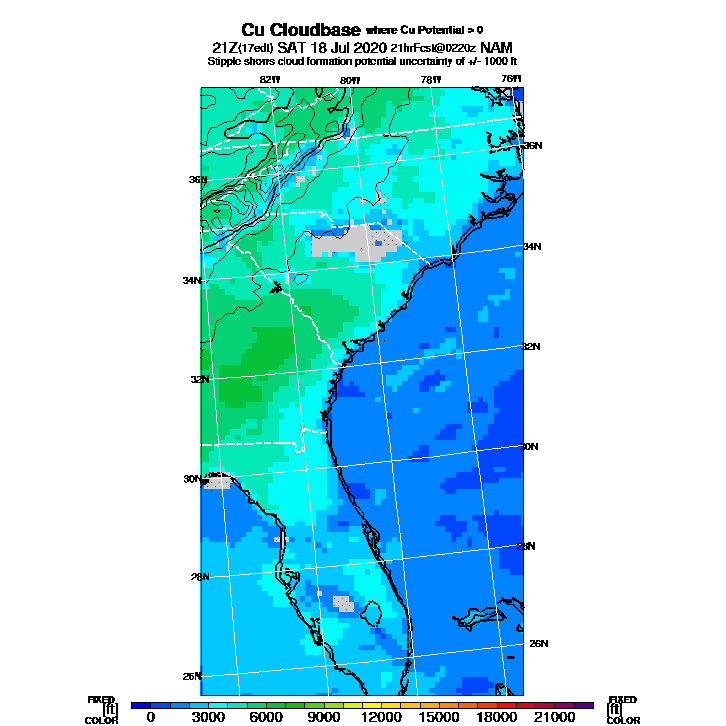 Cu Cloudbase where Cu Potential > 0
21Z(17edt) SAT 18 Jul 2020 21hrFcst@0220z NAM
Stipple shows cloud formation potential uncertainty of +/- 1000 ft
82W 80W 78W 76W
36N
36N
34N
34N
32N
32N
30N
30N
28N
28N
26N
26N
FIXED FIXED
[ft] [ft]
COLOR COLOR
0 3000 6000 9000 12000 15000 18000 21000